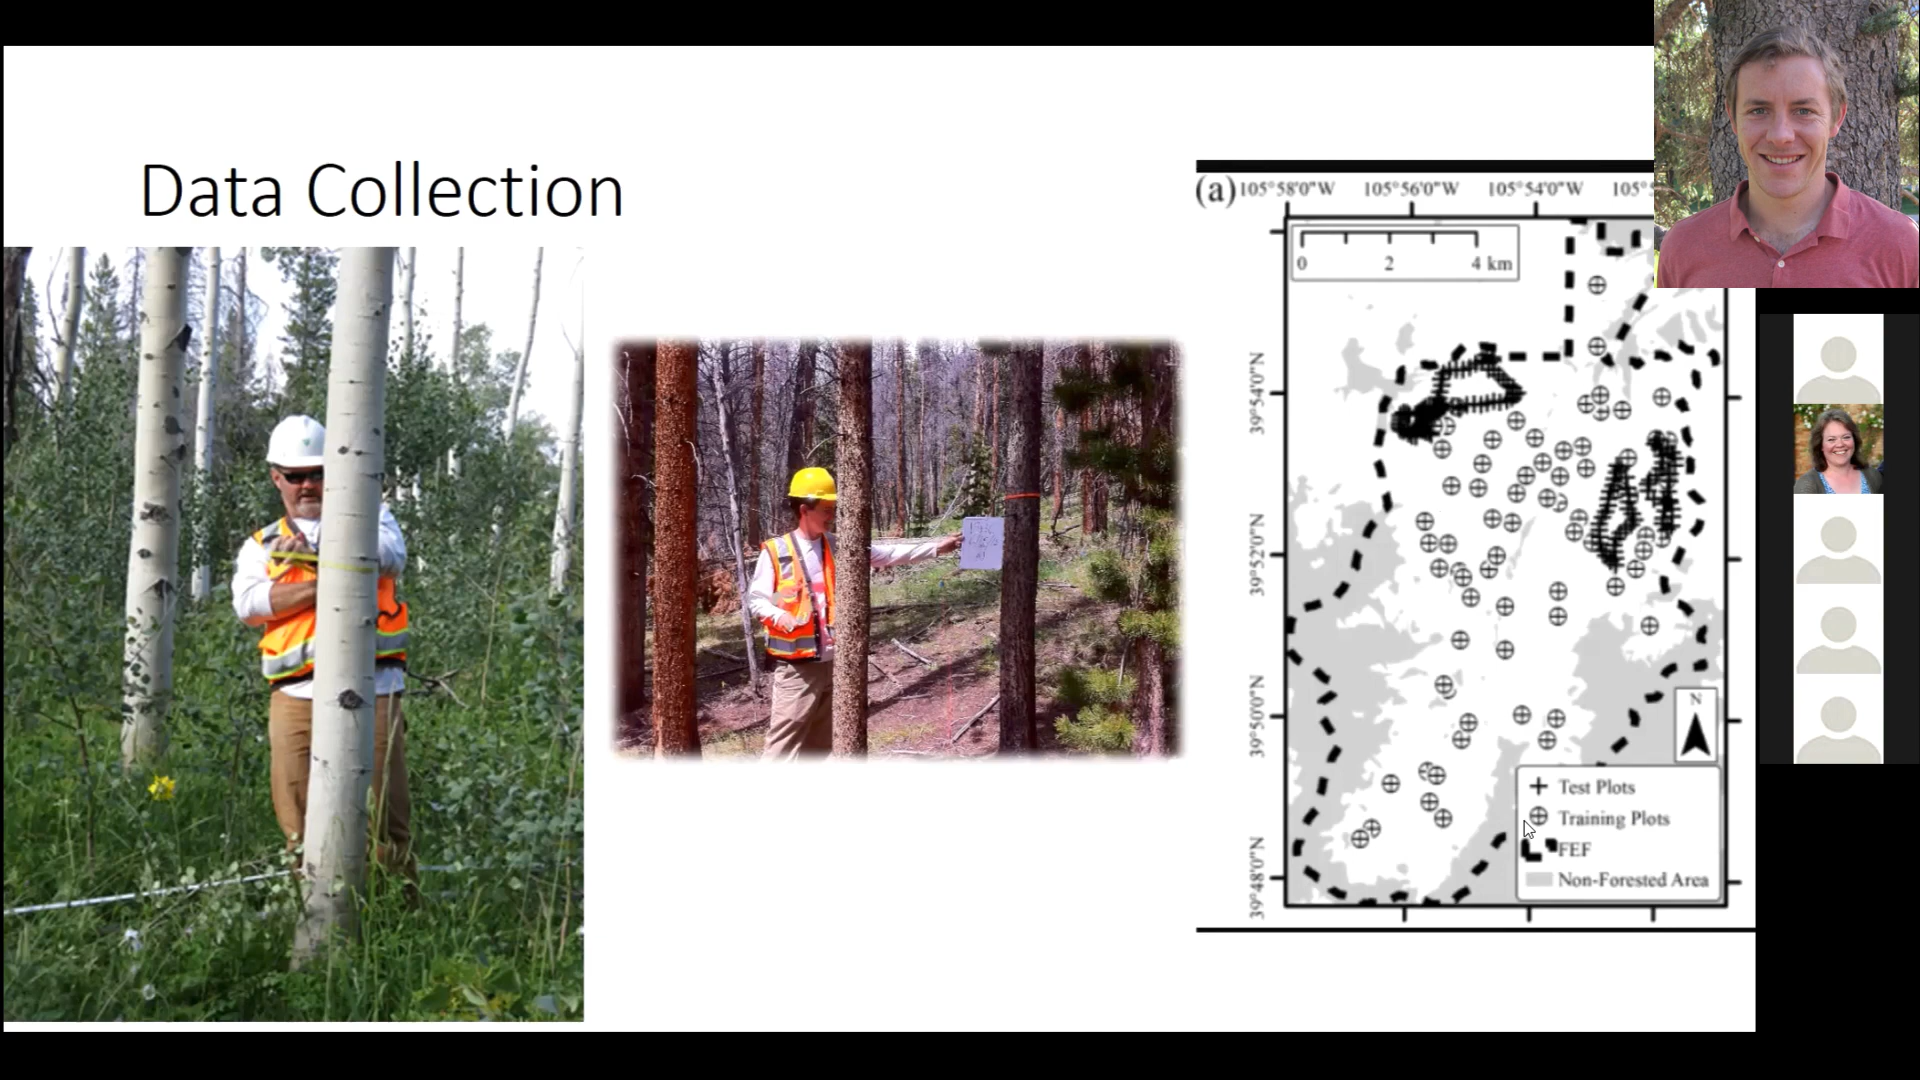 Data Collection
(a)
105°58'0"W 105°56'0"W 105°54'0"W 105°5
0 2 4 km
39°54'0"N
39°52'0"N
39°50'0"N
39°48'0"N
N
Test Plots
Training Plots
FEF
Non-Forested Area